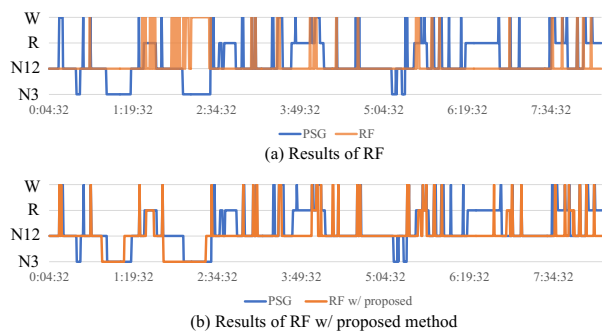 W
R
N12
N3
0:04:32 1:19:32 2:34:32 3:49:32 5:04:32 6:19:32 7:34:32
PSG RF
(a) Results of RF
W
R
N12
N3
0:04:32 1:19:32 2:34:32 3:49:32 5:04:32 6:19:32 7:34:32
PSG RF w/ proposed
(b) Results of RF w/ proposed method